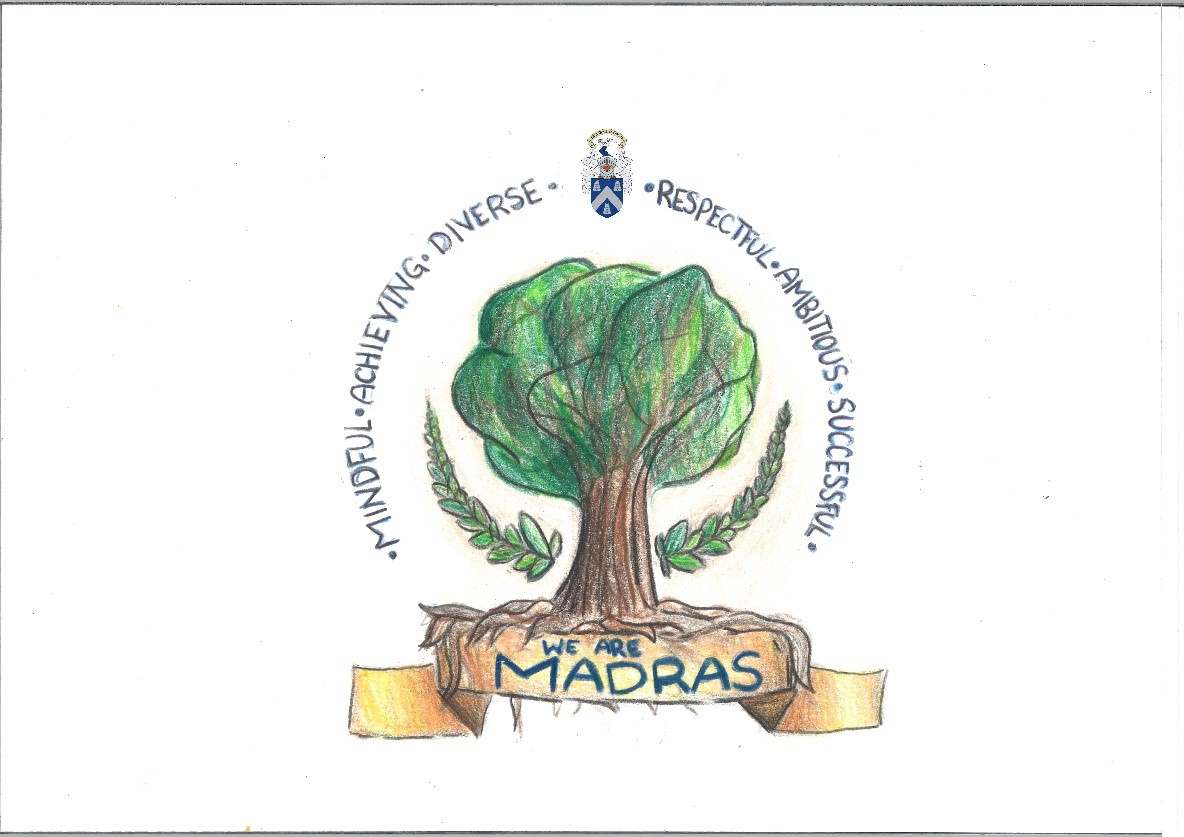 • MINDFUL • ACHIEVING • DIVERSE • • RESPECTFUL • AMBITIOUS • SUCCESSFUL •
WE ARE
MADRAS